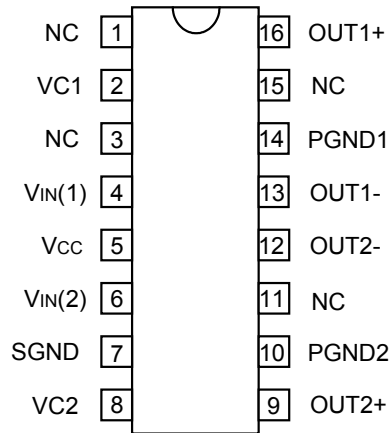 NC 1 16 OUT1+
VC1 2 15 NC
NC 3 14 PGND1
VIN(1) 4 13 OUT1-
VCC 5 12 OUT2-
VIN(2) 6 11 NC
SGND 7 10 PGND2
VC2 8 9 OUT2+